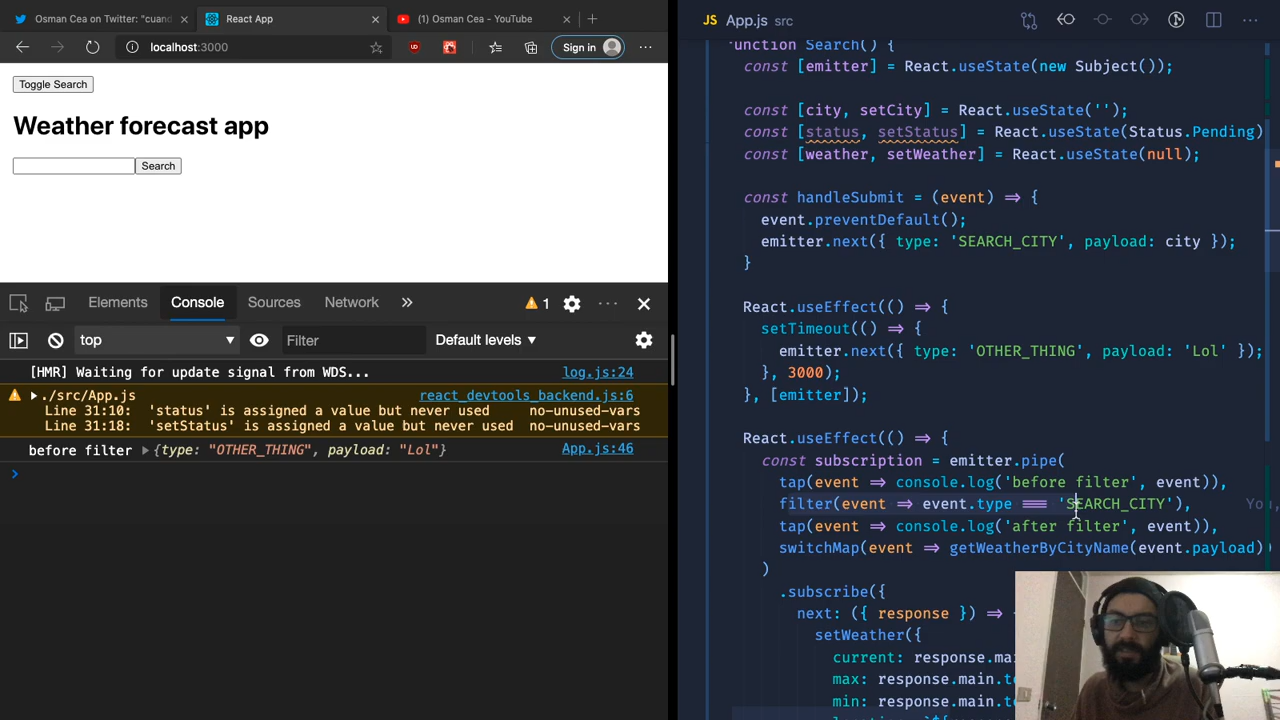 Osman Cea on Twitter: "cuand
React App
(1) Osman Cea - YouTube
localhost:3000
Sign in
Toggle Search
Weather forecast app
Search
Elements
Console
Sources
Network
1
top
Filter
Default levels
[HMR] Waiting for update signal from WDS... log.js:24
./src/App.js react_devtools_backend.js:6
Line 31:10: 'status' is assigned a value but never used no-unused-vars
Line 31:18: 'setStatus' is assigned a value but never used no-unused-vars
before filter {type: "OTHER_THING", payload: "Lol"} App.js:46
JS App.js src
unction Search() {
const [emitter] = React.useState(new Subject());
const [city, setCity] = React.useState('');
const [status, setStatus] = React.useState(Status.Pending)
const [weather, setWeather] = React.useState(null);
const handleSubmit = (event) => {
event.preventDefault();
emitter.next({ type: 'SEARCH_CITY', payload: city });
}
React.useEffect(() => {
setTimeout(() => {
emitter.next({ type: 'OTHER_THING', payload: 'Lol' });
}, 3000);
}, [emitter]);
React.useEffect(() => {
const subscription = emitter.pipe(
tap(event => console.log('before filter', event)),
filter(event => event.type === 'SEARCH_CITY'), You,
tap(event => console.log('after filter', event)),
switchMap(event => getWeatherByCityName(event.payload))
)
.subscribe({
next: ({ response }) => {
setWeather({
current: response.mai
max: response.main.te
min: response.main.te